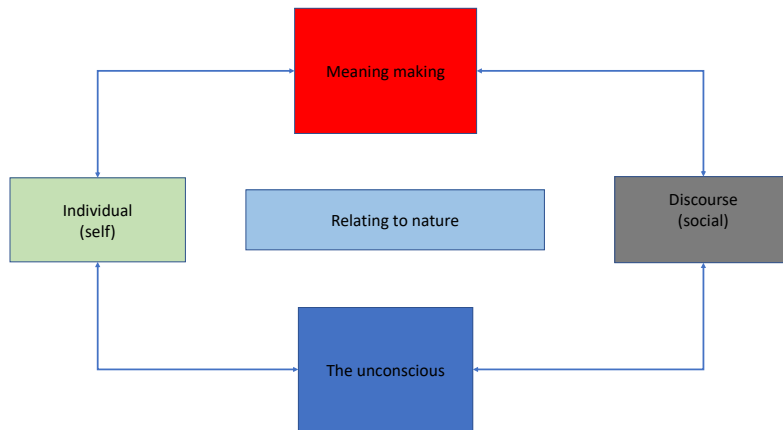 Meaning making
Individual
(self)
Relating to nature
Discourse
(social)
The unconscious